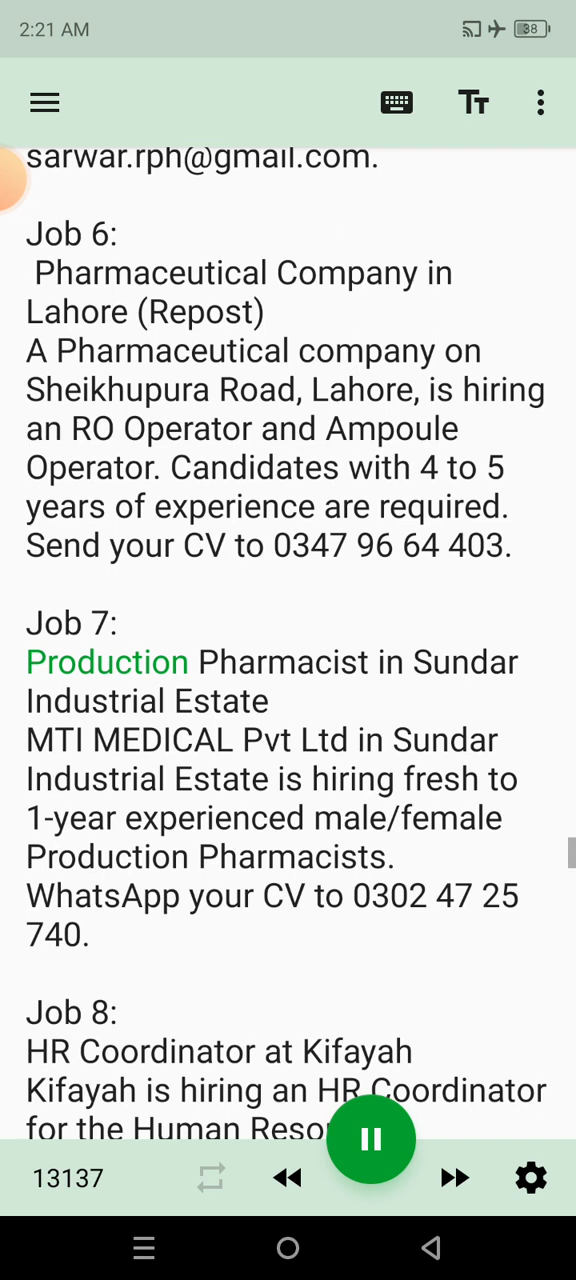 2:21 AM
38
Tт
sarwar.rph@gmail.com.
Job 6:
Pharmaceutical Company in
Lahore (Repost)
A Pharmaceutical company on
Sheikhupura Road, Lahore, is hiring
an RO Operator and Ampoule
Operator. Candidates with 4 to 5
years of experience are required.
Send your CV to 0347 96 64 403.
Job 7:
Production Pharmacist in Sundar
Industrial Estate
MTI MEDICAL Pvt Ltd in Sundar
Industrial Estate is hiring fresh to
1-year experienced male/female
Production Pharmacists.
WhatsApp your CV to 0302 47 25
740.
Job 8:
HR Coordinator at Kifayah
Kifayah is hiring an HR Coordinator
for the Human Resou
13137